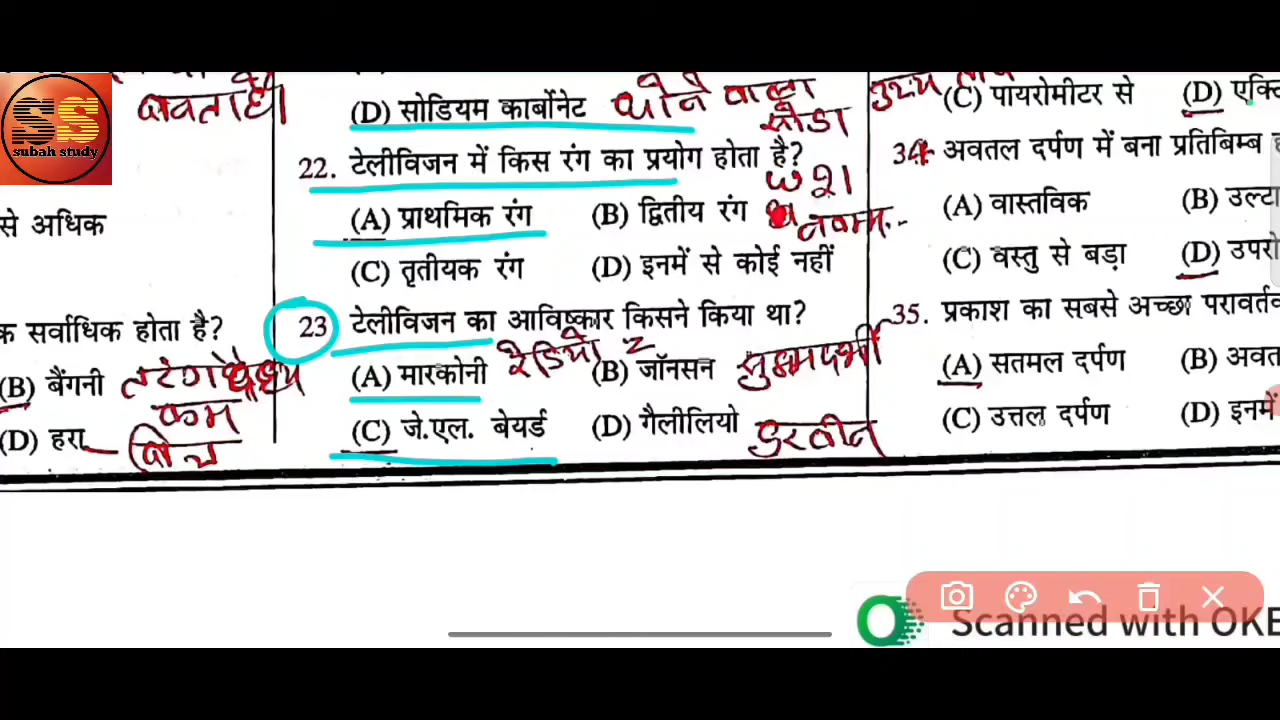 SS
subah study
से अधिक
क सर्वाधिक होता है?
(B) बैंगनी
कम
(D) हरा
(D) सोडियम कार्बोनेट धोने वाला सोडा
22. टेलीविजन में किस रंग का प्रयोग होता है?
(A) प्राथमिक रंग (B) द्वितीय रंग
(C) तृतीयक रंग (D) इनमें से कोई नहीं
23 टेलीविजन का आविष्कार किसने किया था?
(A) मारकोनी रेडियो (B) जॉनसन
(C) जे.एल. बेयर्ड (D) गैलीलियो
(C) पायरोमीटर से (D)
34 अवतल दर्पण में बना प्रतिबिम्ब
(A) वास्तविक (B) उल्टा
(C) वस्तु से बड़ा (D) उपरो
35. प्रकाश का सबसे अच्छा परावर्तक
(A) सतमल दर्पण (B) अवत
(C) उत्तल दर्पण (D) इनमें
Scanned with OKE